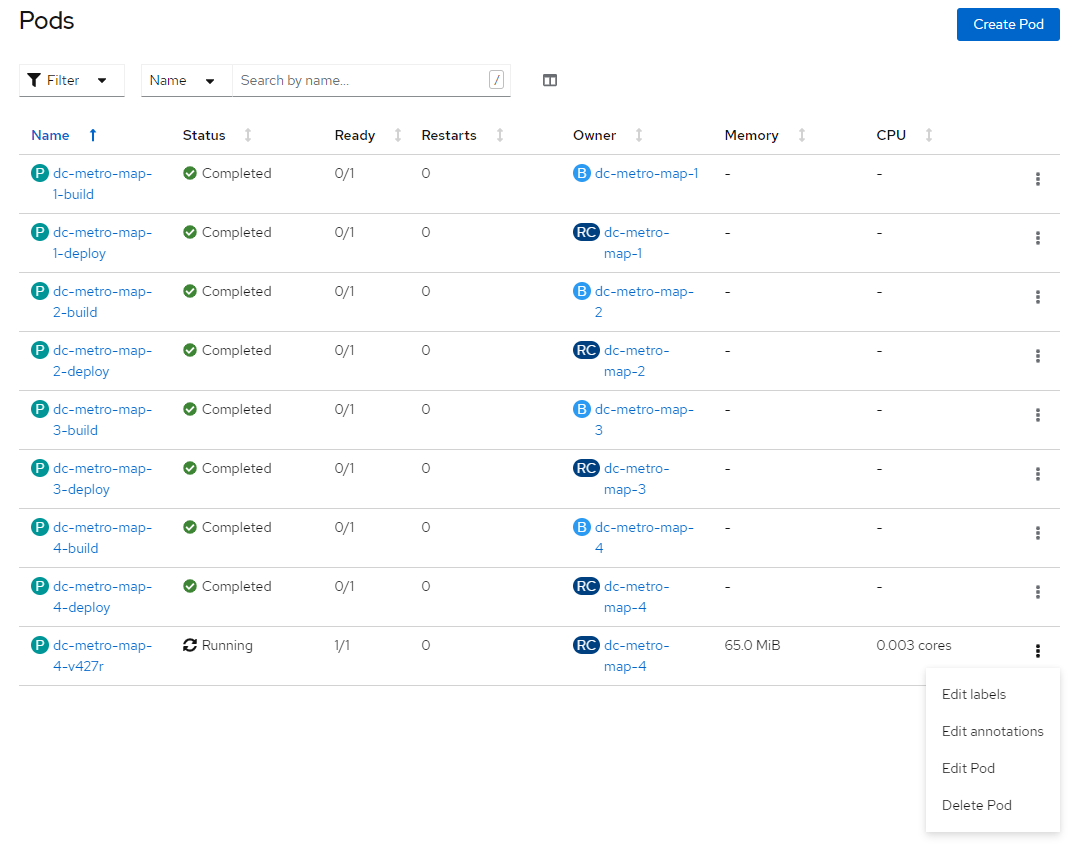 Pods
Create Pod
Filter Name Search by name... /
Name Status Ready Restarts Owner Memory CPU
P dc-metro-map- Completed 0/1 0 B dc-metro-map-1 - -
1-build
P dc-metro-map- Completed 0/1 0 RC dc-metro- - -
1-deploy map-1
P dc-metro-map- Completed 0/1 0 B dc-metro-map- - -
2-build 2
P dc-metro-map- Completed 0/1 0 RC dc-metro- - -
2-deploy map-2
P dc-metro-map- Completed 0/1 0 B dc-metro-map- - -
3-build 3
P dc-metro-map- Completed 0/1 0 RC dc-metro- - -
3-deploy map-3
P dc-metro-map- Completed 0/1 0 B dc-metro-map- - -
4-build 4
P dc-metro-map- Completed 0/1 0 RC dc-metro- - -
4-deploy map-4
P dc-metro-map- Running 1/1 0 RC dc-metro- 65.0 MiB 0.003 cores
4-v427r map-4
Edit labels
Edit annotations
Edit Pod
Delete Pod